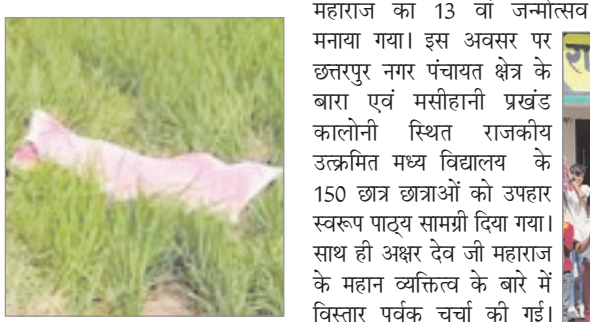 महाराज का 13 वां जन्मोत्सव
मनाया गया। इस अवसर पर
छत्तरपुर नगर पंचायत क्षेत्र के
बारा एवं मसीहानी प्रखंड
कालोनी स्थित राजकीय
उत्क्रमित मध्य विद्यालय के
150 छात्र छात्राओं को उपहार
स्वरूप पाठ्य सामग्री दिया गया।
साथ ही अक्षर देव जी महाराज
के महान व्यक्तित्व के बारे में
विस्तार पूर्वक चर्चा की गई।